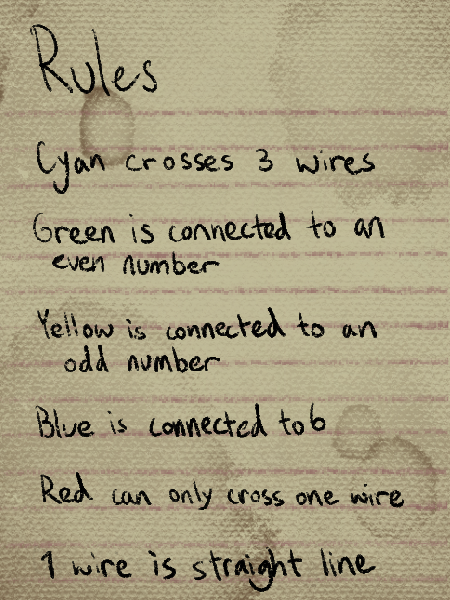 Rules
Cyan crosses 3 wires
Green is connected to an
even number
Yellow is connected to an
odd number
Blue is connected to 6
Red can only cross one wire
1 wire is straight line